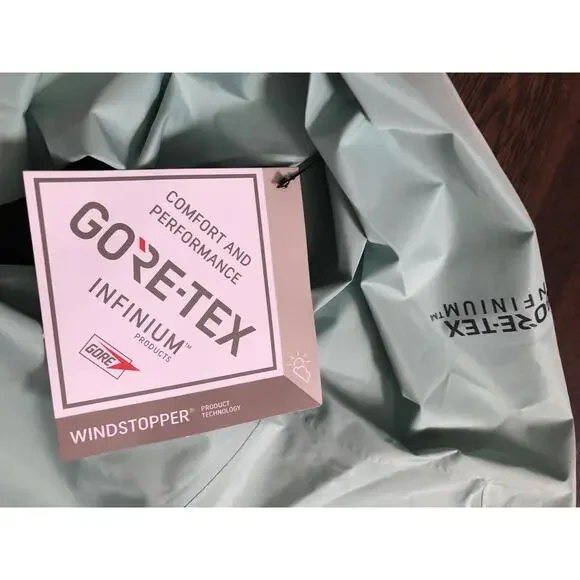 COMFORT AND
PERFORMANCE
GORE-TEX
INFINIUM™
PRODUCTS
GORE
WINDSTOPPER® PRODUCT
TECHNOLOGY
GORE-TEX
INFINIUM™